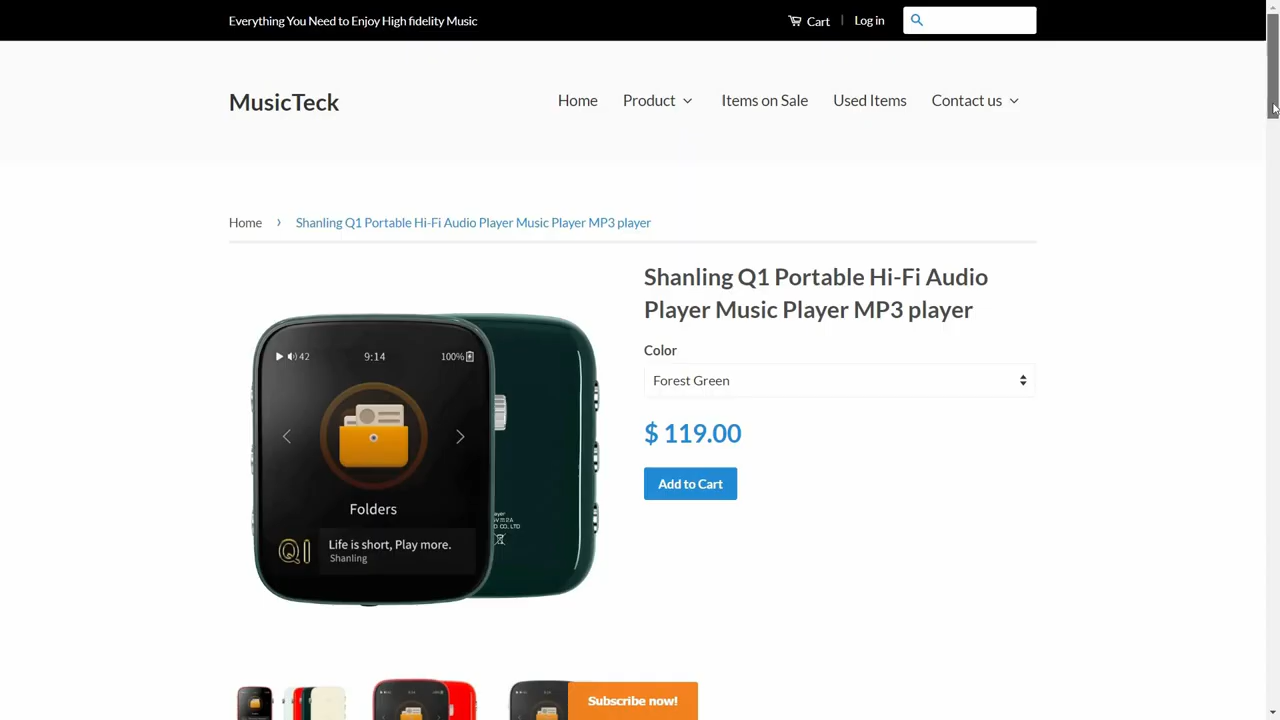 Everything You Need to Enjoy High fidelity Music
Cart
Log in
MusicTeck
Home
Product
Items on Sale
Used Items
Contact us
Home › Shanling Q1 Portable Hi-Fi Audio Player Music Player MP3 player
Shanling Q1 Portable Hi-Fi Audio
Player Music Player MP3 player
Color
Forest Green
$ 119.00
Add to Cart
42
9:14
100%
Folders
Q1
Life is short, Play more.
Shanling
Subscribe now!